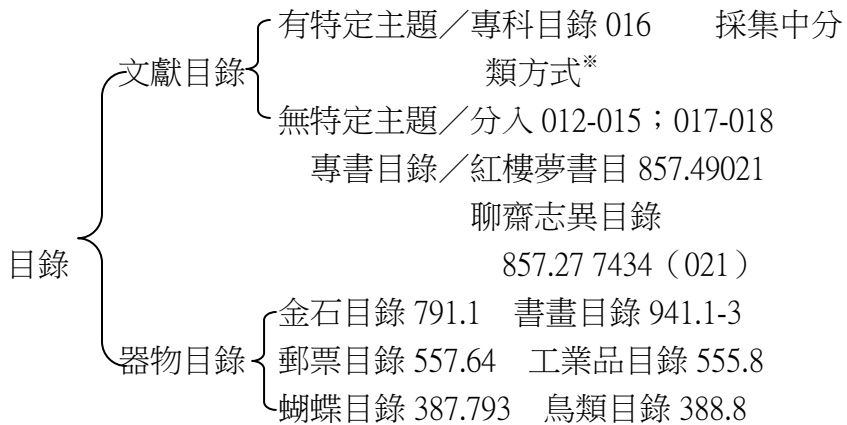 有特定主題／專科目錄 016 採集中分
文獻目錄 類方式※
無特定主題／分入 012-015；017-018
專書目錄／紅樓夢書目 857.49021
聊齋志異目錄
目錄 857.27 7434（021）
金石目錄 791.1 書畫目錄 941.1-3
器物目錄 郵票目錄 557.64 工業品目錄 555.8
蝴蝶目錄 387.793 鳥類目錄 388.8